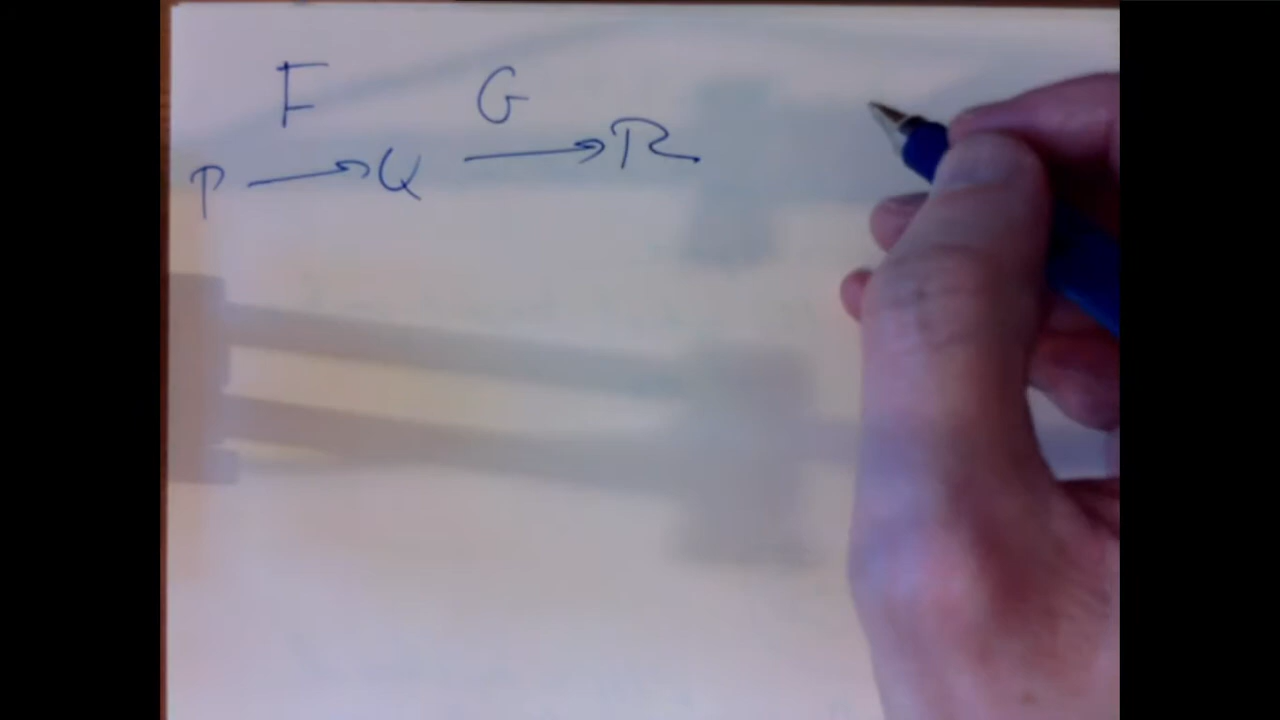 F G
P → Q → R